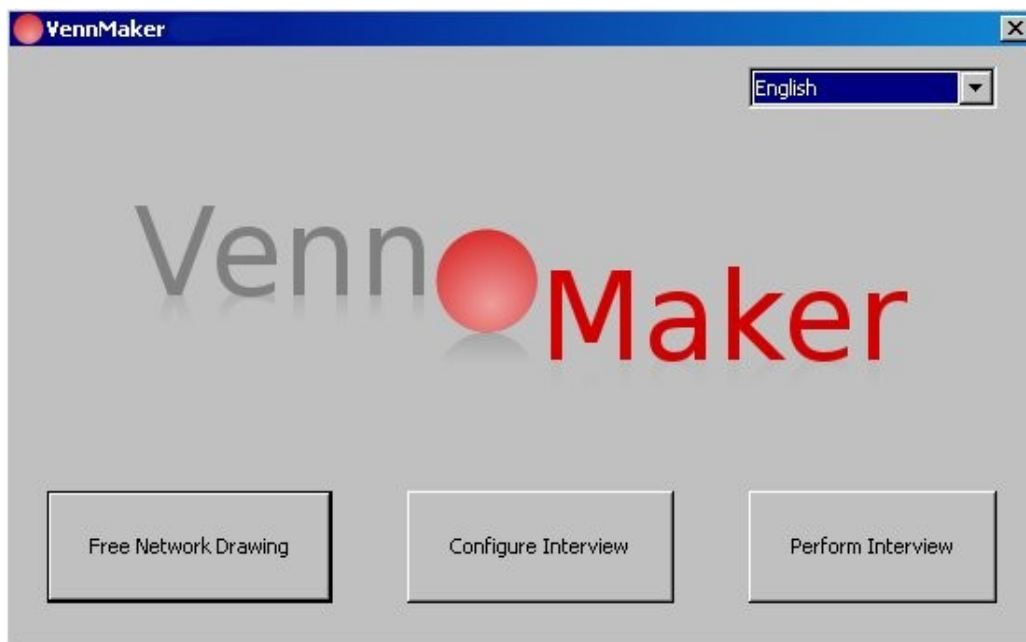 VennMaker
English
Venn
Maker
Free Network Drawing
Configure Interview
Perform Interview